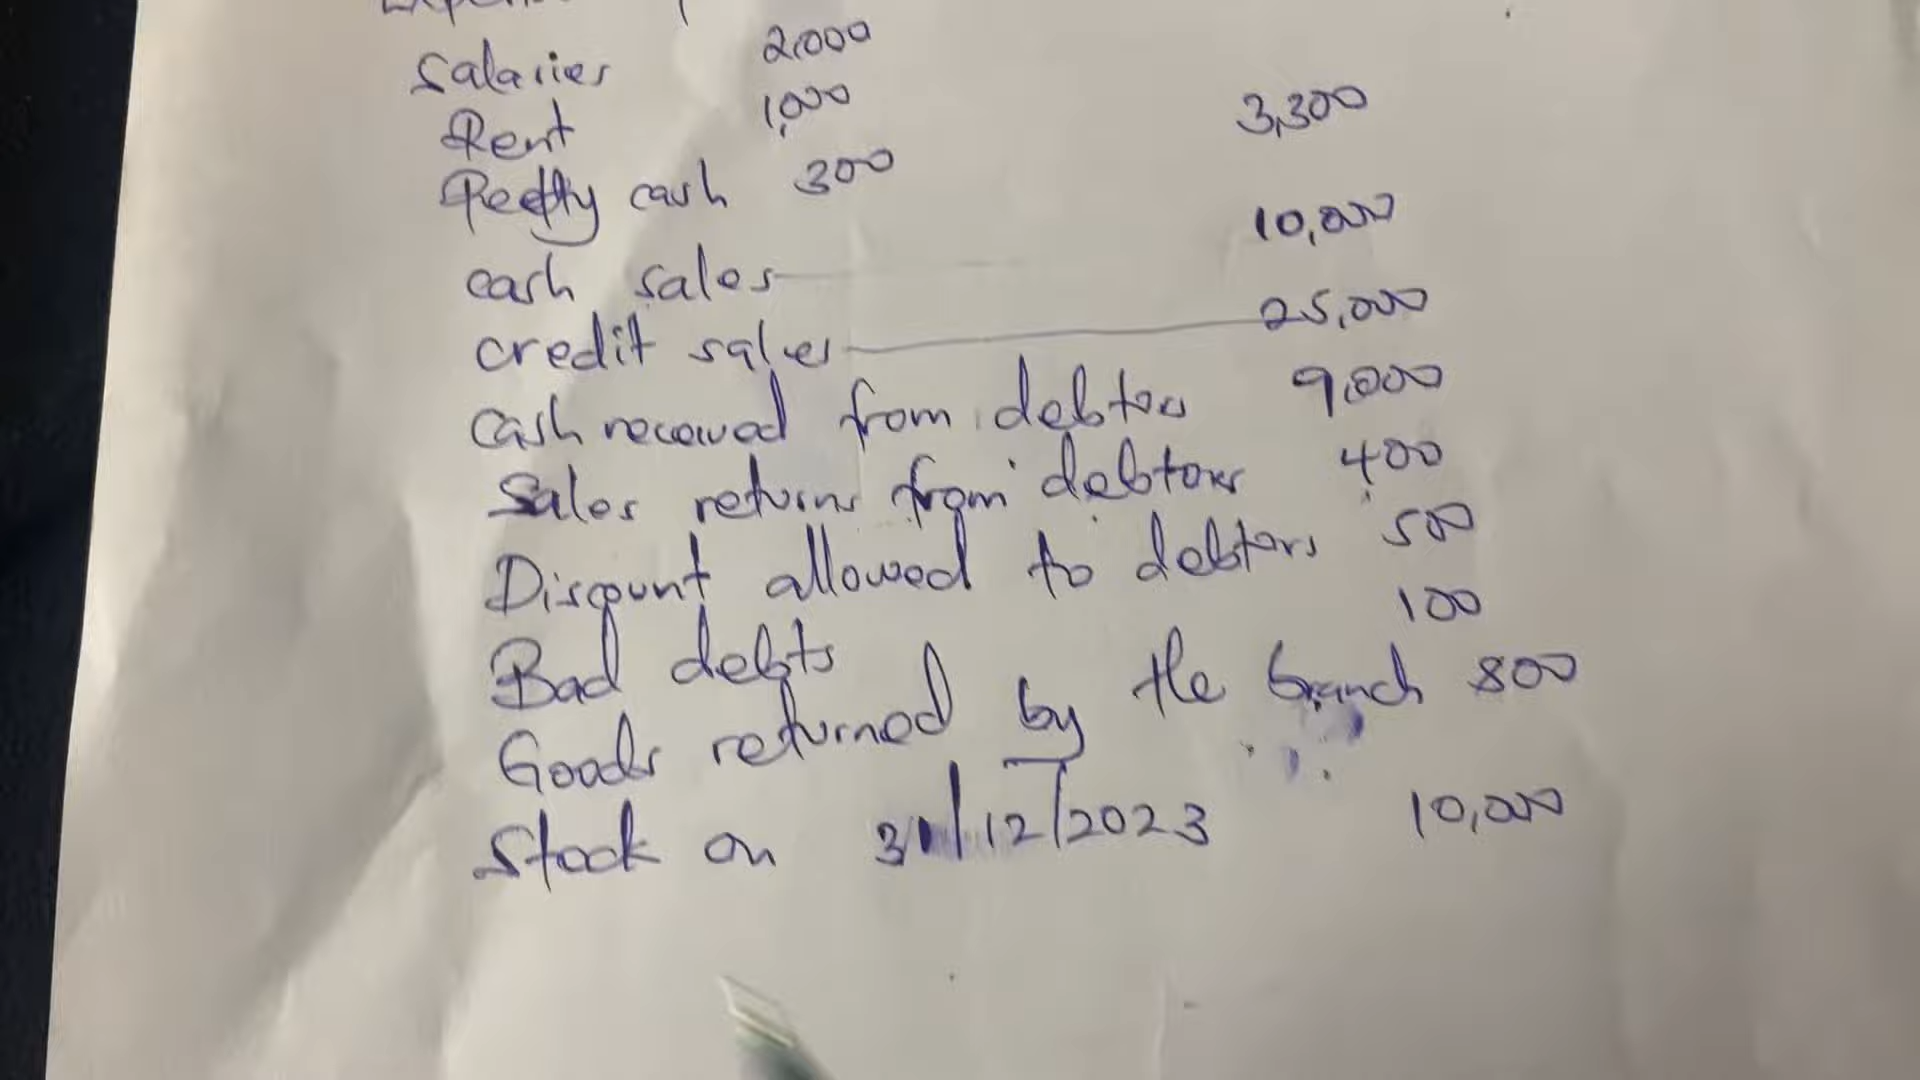 Salaries 2,000
Rent 1,000 3,300
Petty cash 300
cash sales 10,000
credit sales 25,000
Cash received from debtors 9,000
Sales returns from debtors 400
Discount allowed to debtors 500
Bad debts 100
Goods returned by the branch 800
Stock on 31/12/2023 10,000